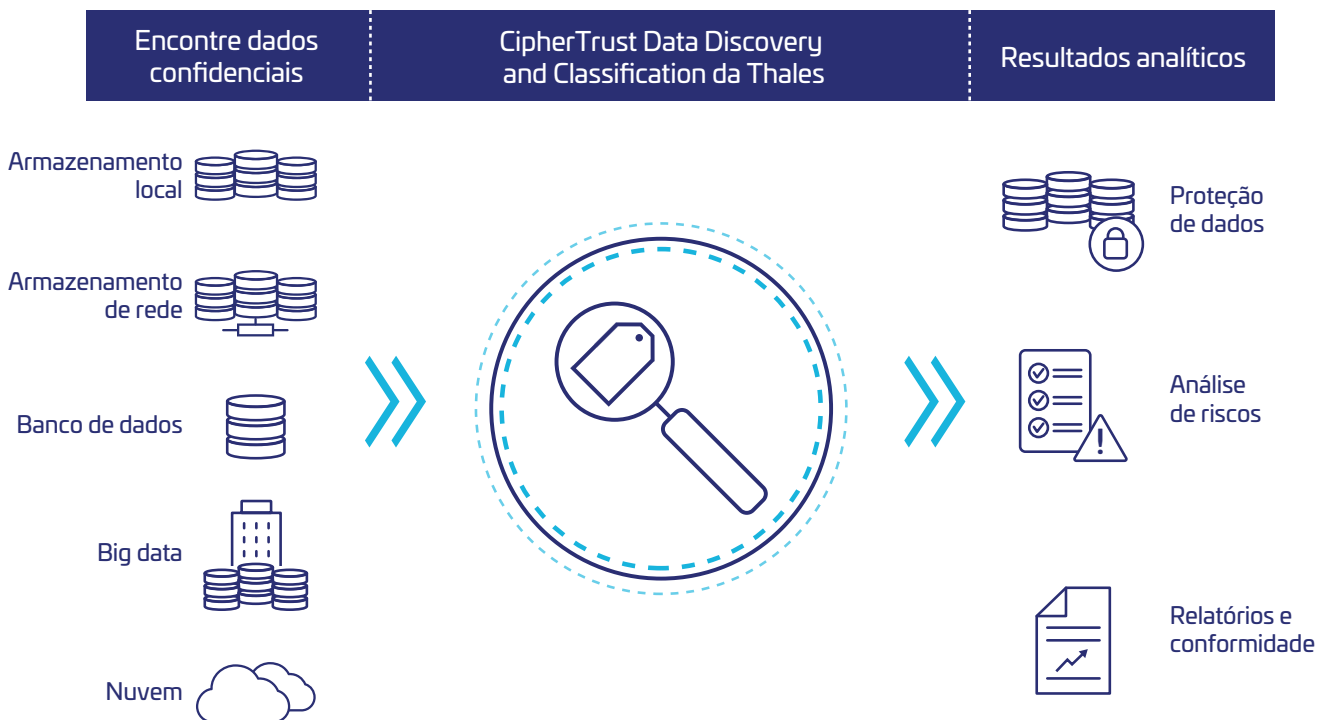 Encontre dados
confidenciais
CipherTrust Data Discovery
and Classification da Thales
Resultados analíticos
Armazenamento
local
Armazenamento
de rede
Banco de dados
Big data
Nuvem
Proteção
de dados
Análise
de riscos
Relatórios e
conformidade